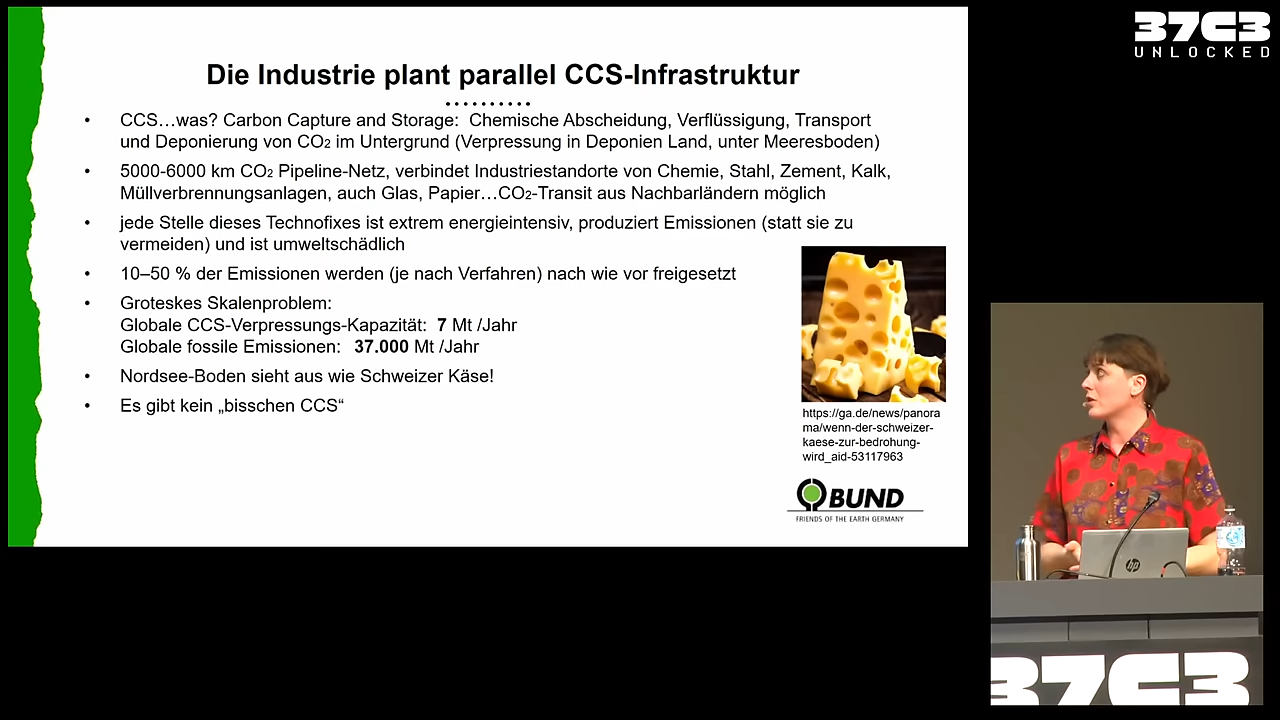 37C3
UNLOCKED
Die Industrie plant parallel CCS-Infrastruktur
• CCS…was? Carbon Capture and Storage: Chemische Abscheidung, Verflüssigung, Transport
und Deponierung von CO₂ im Untergrund (Verpressung in Deponien Land, unter Meeresboden)
• 5000-6000 km CO₂ Pipeline-Netz, verbindet Industriestandorte von Chemie, Stahl, Zement, Kalk,
Müllverbrennungsanlagen, auch Glas, Papier…CO₂-Transit aus Nachbarländern möglich
• jede Stelle dieses Technofixes ist extrem energieintensiv, produziert Emissionen (statt sie zu
vermeiden) und ist umweltschädlich
• 10–50 % der Emissionen werden (je nach Verfahren) nach wie vor freigesetzt
• Groteskes Skalenproblem:
Globale CCS-Verpressungs-Kapazität: 7 Mt /Jahr
Globale fossile Emissionen: 37.000 Mt /Jahr
• Nordsee-Boden sieht aus wie Schweizer Käse!
• Es gibt kein „bisschen CCS“
https://ga.de/news/panora
ma/wenn-der-schweizer-
kaese-zur-bedrohung-
wird_aid-53117963
BUND
FRIENDS OF THE EARTH GERMANY
hp
37C3